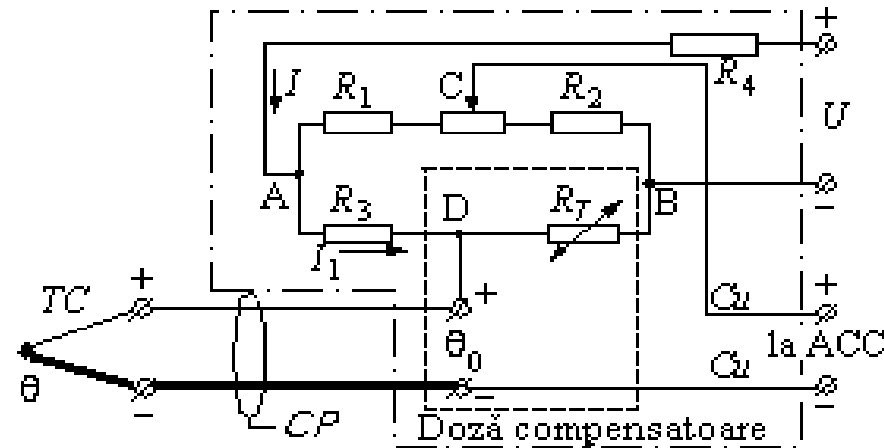 +
R4
I
R1
C
R2
U
A
R3
D
RT
B
−
I1
TC
+
+
Cu
+
θ0
la ACC
θ
Cu
−
−
−
CP
Doză compensatoare